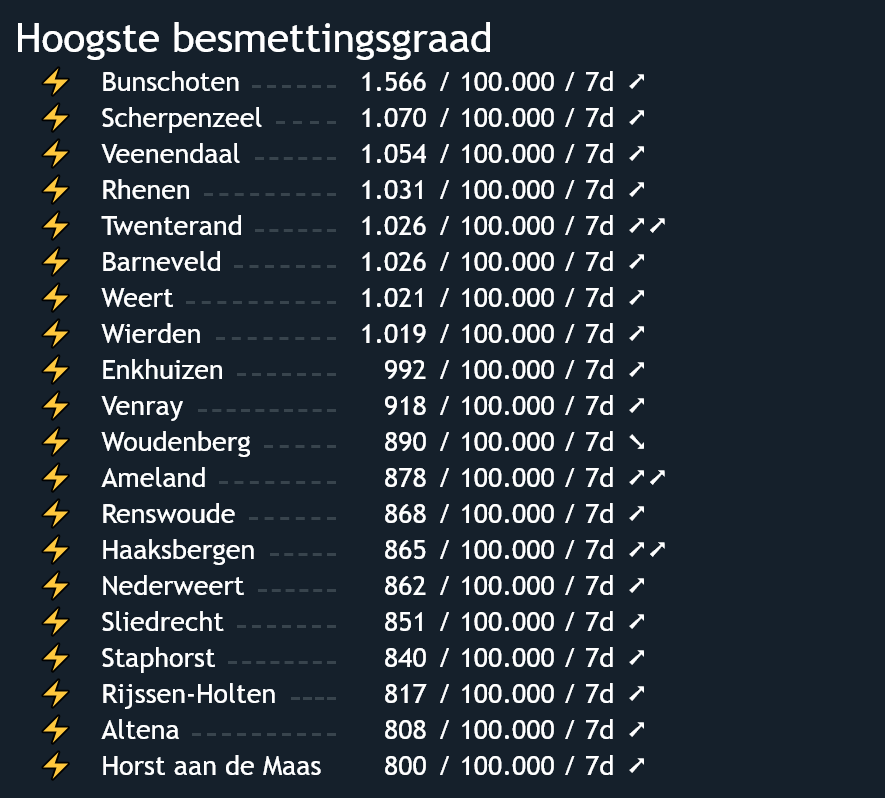 Hoogste besmettingsgraad
⚡ Bunschoten ------ 1.566 / 100.000 / 7d ➚
⚡ Scherpenzeel ---- 1.070 / 100.000 / 7d ➚
⚡ Veenendaal ------ 1.054 / 100.000 / 7d ➚
⚡ Rhenen --------- 1.031 / 100.000 / 7d ➚
⚡ Twenterand ------ 1.026 / 100.000 / 7d ➚➚
⚡ Barneveld ------- 1.026 / 100.000 / 7d ➚
⚡ Weert ---------- 1.021 / 100.000 / 7d ➚
⚡ Wierden -------- 1.019 / 100.000 / 7d ➚
⚡ Enkhuizen ------- 992 / 100.000 / 7d ➚
⚡ Venray --------- 918 / 100.000 / 7d ➚
⚡ Woudenberg ----- 890 / 100.000 / 7d ➘
⚡ Ameland -------- 878 / 100.000 / 7d ➚➚
⚡ Renswoude ------ 868 / 100.000 / 7d ➚
⚡ Haaksbergen ----- 865 / 100.000 / 7d ➚➚
⚡ Nederweert ------ 862 / 100.000 / 7d ➚
⚡ Sliedrecht ------- 851 / 100.000 / 7d ➚
⚡ Staphorst -------- 840 / 100.000 / 7d ➚
⚡ Rijssen-Holten ---- 817 / 100.000 / 7d ➚
⚡ Altena ---------- 808 / 100.000 / 7d ➚
⚡ Horst aan de Maas 800 / 100.000 / 7d ➚